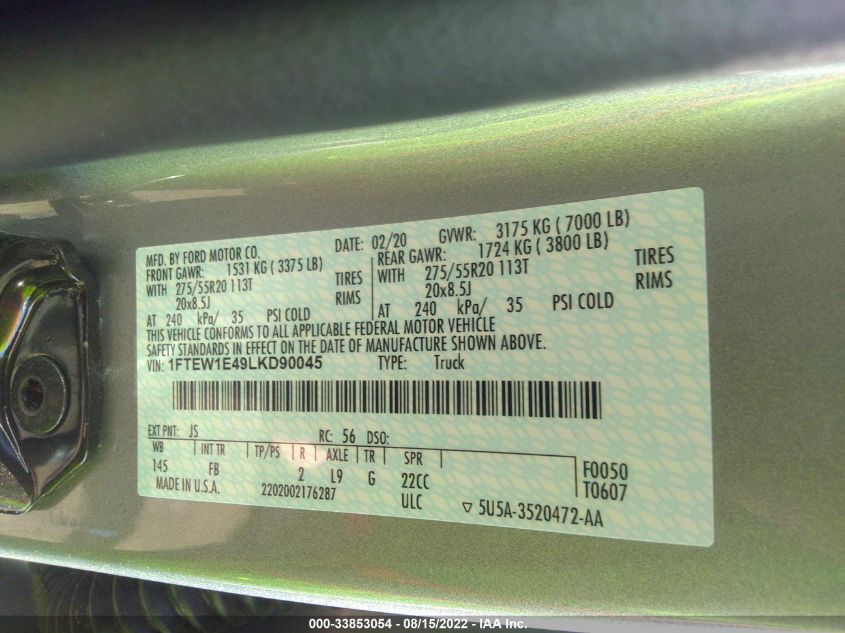 MFD. BY FORD MOTOR CO. DATE: 02/20 GVWR: 3175 KG ( 7000 LB)
FRONT GAWR: 1531 KG ( 3375 LB) REAR GAWR: 1724 KG ( 3800 LB)
WITH 275/55R20 113T TIRES WITH 275/55R20 113T TIRES
20x8.5J RIMS 20x8.5J RIMS
AT 240 kPa/ 35 PSI COLD AT 240 kPa/ 35 PSI COLD
THIS VEHICLE CONFORMS TO ALL APPLICABLE FEDERAL MOTOR VEHICLE
SAFETY STANDARDS IN EFFECT ON THE DATE OF MANUFACTURE SHOWN ABOVE.
VIN: 1FTEW1E49LKD90045 TYPE: Truck
EXT PNT: JS RC: 56 DSO:
WB INT TR TP/PS R AXLE TR SPR F0050
145 FB 2 L9 G 22CC T0607
MADE IN U.S.A. 2202002176287 ULC ▽ 5U5A-3520472-AA
000-33853054 - 08/15/2022 - IAA Inc.